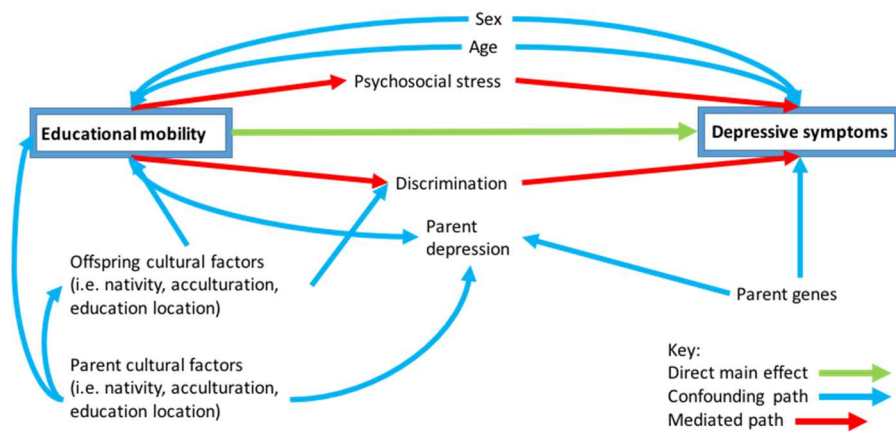 Sex
Age
Psychosocial stress
Educational mobility
Depressive symptoms
Discrimination
Parent
depression
Offspring cultural factors
(i.e. nativity, acculturation,
education location)
Parent genes
Parent cultural factors
(i.e. nativity, acculturation,
education location)
Key:
Direct main effect
Confounding path
Mediated path